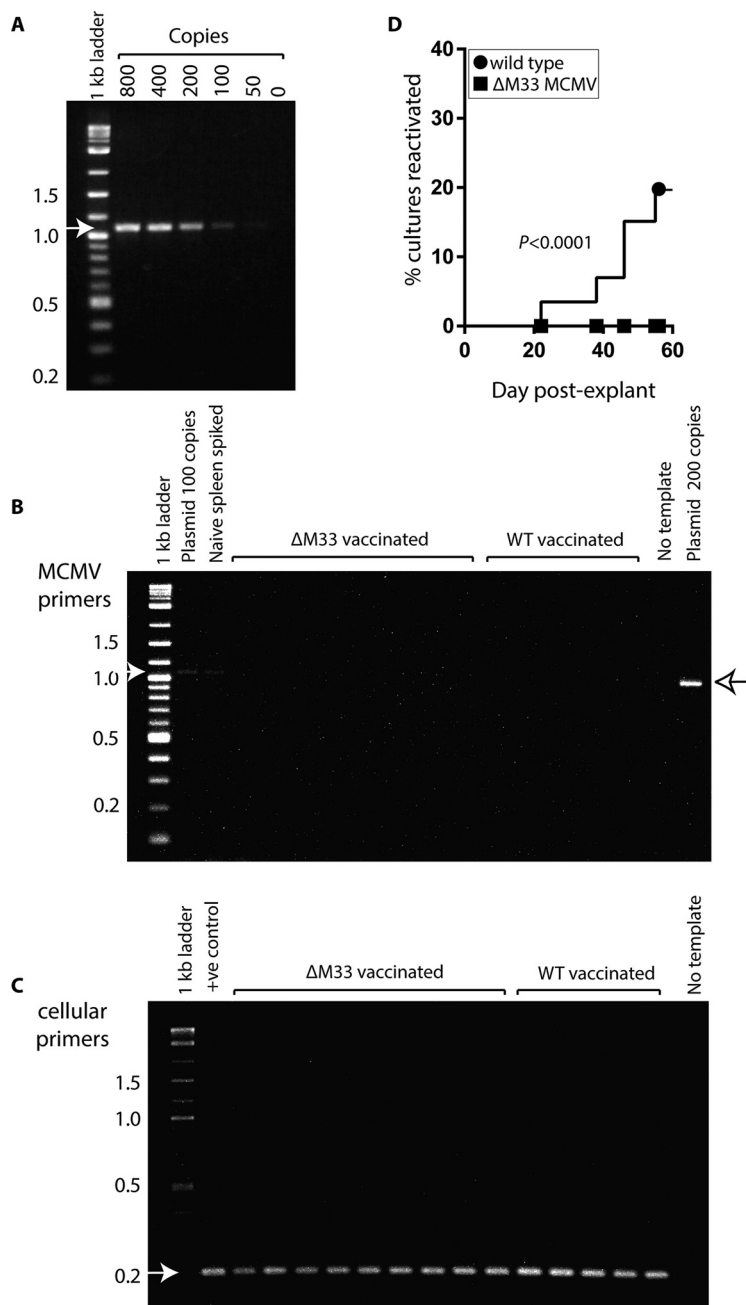 A
Copies
1 kb ladder
800
400
200
100
50
0
1.5
1.0
0.5
0.2
D
40
30
20
10
0
% cultures reactivated
wild type
ΔM33 MCMV
P<0.0001
0
20
40
60
Day post-explant
B
MCMV
primers
1 kb ladder
Plasmid 100 copies
Naive spleen spiked
ΔM33 vaccinated
WT vaccinated
No template
Plasmid 200 copies
1.5
1.0
0.5
0.2
C
cellular
primers
1 kb ladder
+ve control
ΔM33 vaccinated
WT vaccinated
No template
1.5
1.0
0.5
0.2